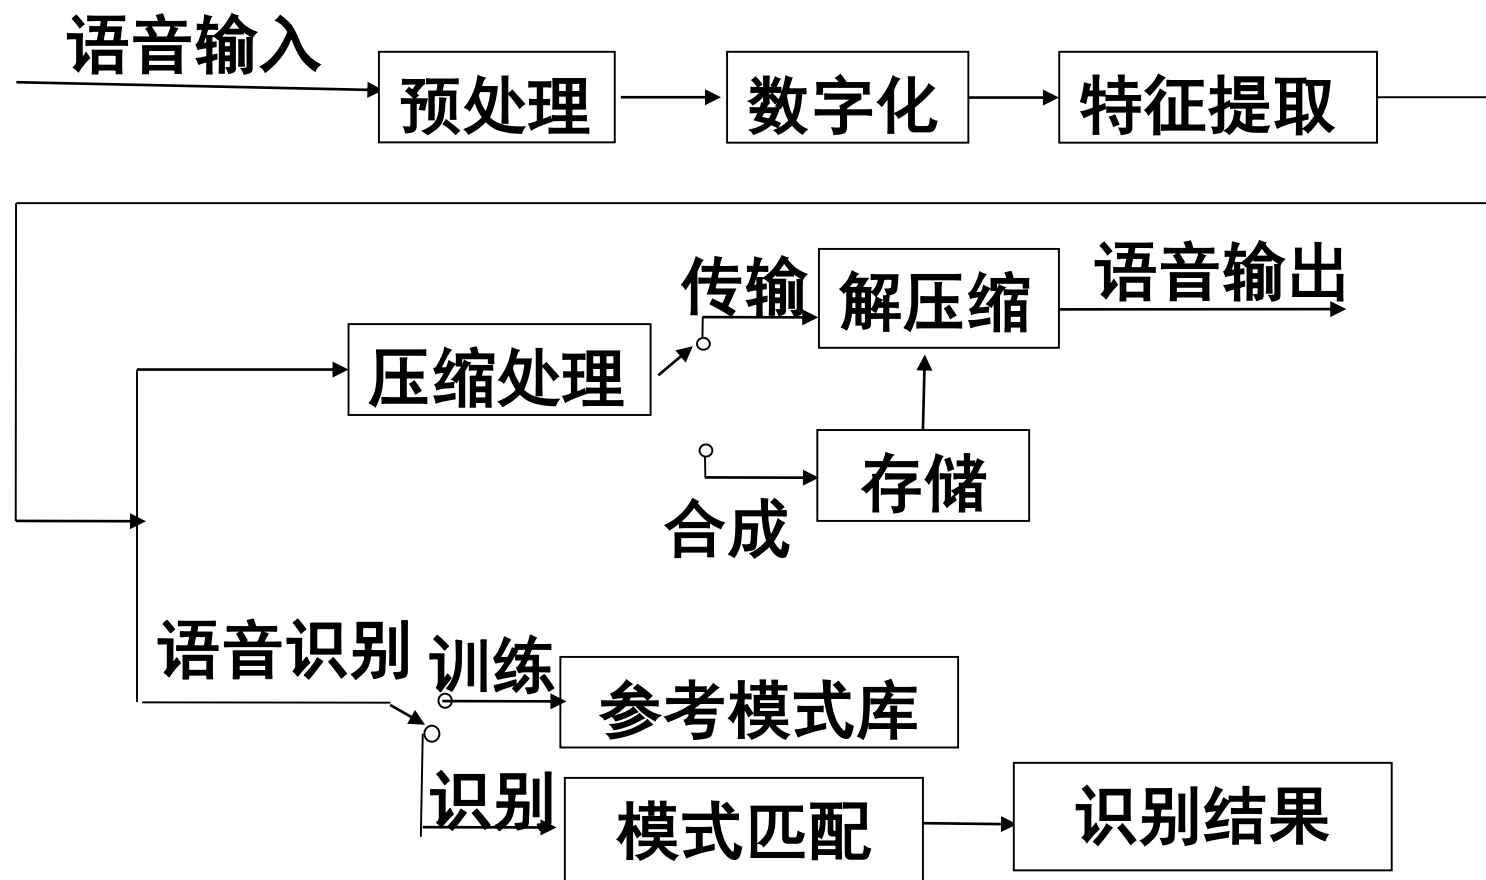 语音输入
预处理
数字化
特征提取
传输
解压缩
语音输出
压缩处理
存储
合成
语音识别
训练
参考模式库
识别
模式匹配
识别结果